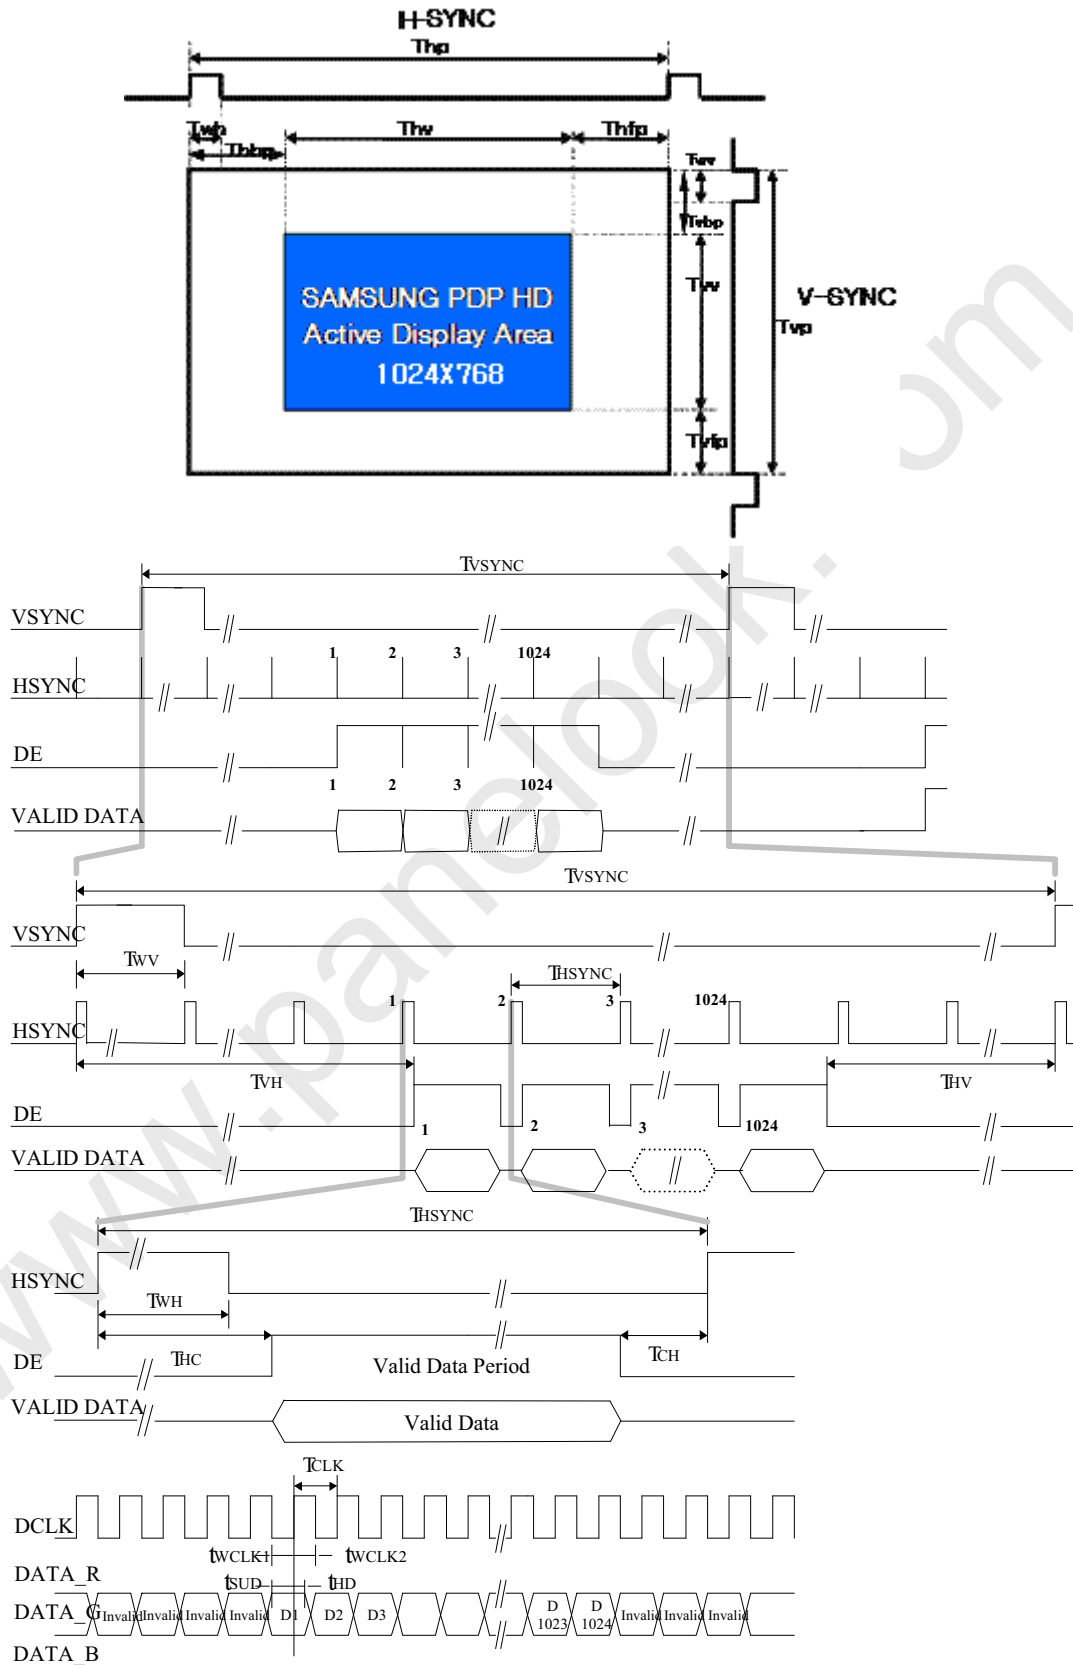 H-SYNC
Thp
Twh
Thv
Thfp
Thbp
Twv
Tvbp
SAMSUNG PDP HD
Active Display Area
1024X768
Tvv
V-SYNC
Tvp
Tvfp
www.panelook.com
TVSYNC
VSYNC
1 2 3 1024
HSYNC
DE
1 2 3 1024
VALID DATA
TVSYNC
VSYNC
TWV
THSYNC
1 2 3 1024
HSYNC
TVH
THV
DE
1 2 3 1024
VALID DATA
THSYNC
HSYNC
TWH
THC
TCH
DE
Valid Data Period
VALID DATA
Valid Data
TCLK
DCLK
tWCLK1 tWCLK2
DATA_R
tSUD tHD
DATA_G Invalid Invalid Invalid Invalid D1 D2 D3 D 1023 D 1024 Invalid Invalid Invalid
DATA_B